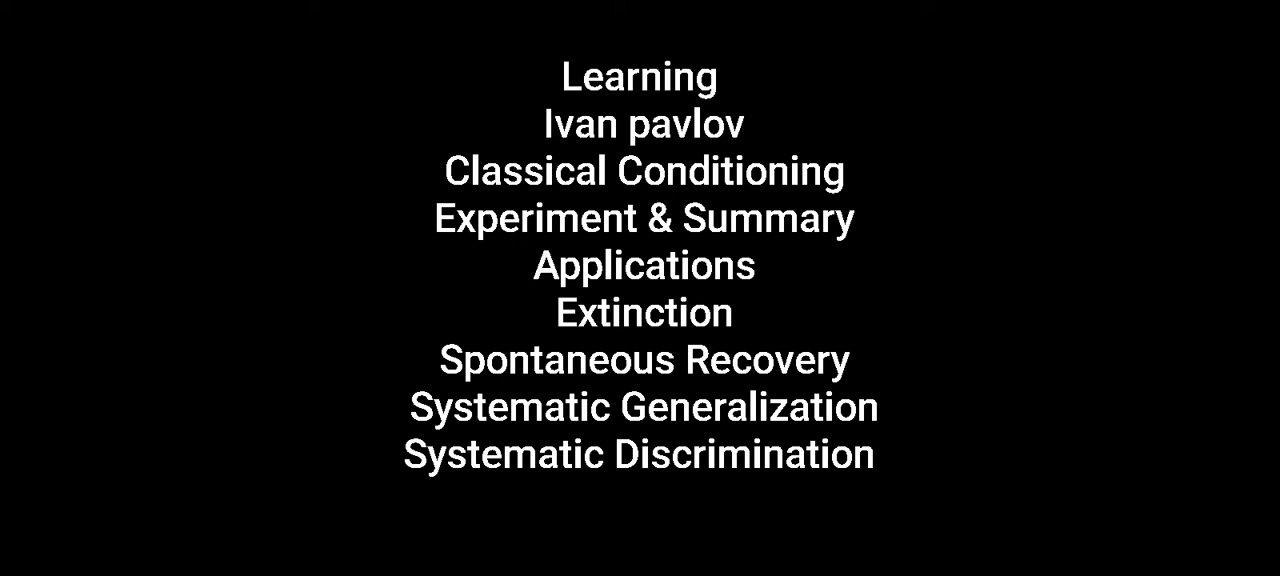 Learning
Ivan pavlov
Classical Conditioning
Experiment & Summary
Applications
Extinction
Spontaneous Recovery
Systematic Generalization
Systematic Discrimination